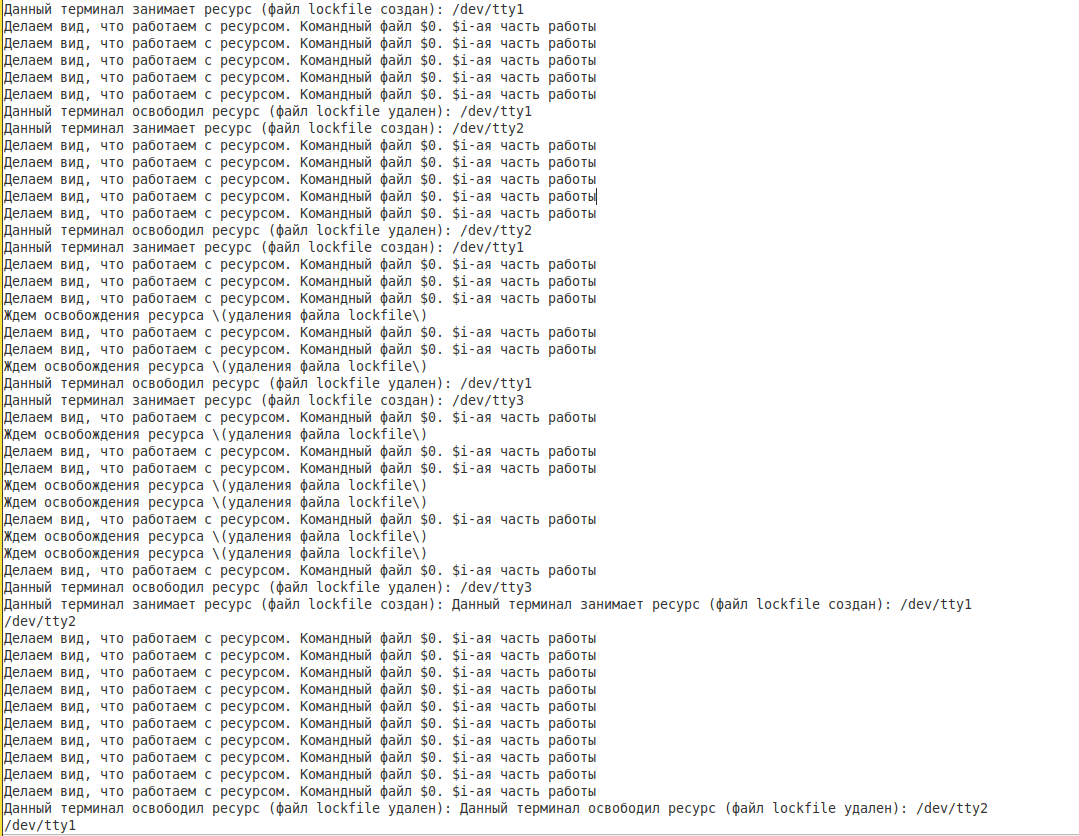 Данный терминал занимает ресурс (файл lockfile создан): /dev/tty1
Делаем вид, что работаем с ресурсом. Командный файл $0. $i-ая часть работы
Делаем вид, что работаем с ресурсом. Командный файл $0. $i-ая часть работы
Делаем вид, что работаем с ресурсом. Командный файл $0. $i-ая часть работы
Делаем вид, что работаем с ресурсом. Командный файл $0. $i-ая часть работы
Делаем вид, что работаем с ресурсом. Командный файл $0. $i-ая часть работы
Данный терминал освободил ресурс (файл lockfile удален): /dev/tty1
Данный терминал занимает ресурс (файл lockfile создан): /dev/tty2
Делаем вид, что работаем с ресурсом. Командный файл $0. $i-ая часть работы
Делаем вид, что работаем с ресурсом. Командный файл $0. $i-ая часть работы
Делаем вид, что работаем с ресурсом. Командный файл $0. $i-ая часть работы
Делаем вид, что работаем с ресурсом. Командный файл $0. $i-ая часть работы
Делаем вид, что работаем с ресурсом. Командный файл $0. $i-ая часть работы
Данный терминал освободил ресурс (файл lockfile удален): /dev/tty2
Данный терминал занимает ресурс (файл lockfile создан): /dev/tty1
Делаем вид, что работаем с ресурсом. Командный файл $0. $i-ая часть работы
Делаем вид, что работаем с ресурсом. Командный файл $0. $i-ая часть работы
Делаем вид, что работаем с ресурсом. Командный файл $0. $i-ая часть работы
Ждем освобождения ресурса \(удаления файла lockfile\)
Делаем вид, что работаем с ресурсом. Командный файл $0. $i-ая часть работы
Делаем вид, что работаем с ресурсом. Командный файл $0. $i-ая часть работы
Ждем освобождения ресурса \(удаления файла lockfile\)
Данный терминал освободил ресурс (файл lockfile удален): /dev/tty1
Данный терминал занимает ресурс (файл lockfile создан): /dev/tty3
Делаем вид, что работаем с ресурсом. Командный файл $0. $i-ая часть работы
Ждем освобождения ресурса \(удаления файла lockfile\)
Делаем вид, что работаем с ресурсом. Командный файл $0. $i-ая часть работы
Делаем вид, что работаем с ресурсом. Командный файл $0. $i-ая часть работы
Ждем освобождения ресурса \(удаления файла lockfile\)
Ждем освобождения ресурса \(удаления файла lockfile\)
Делаем вид, что работаем с ресурсом. Командный файл $0. $i-ая часть работы
Ждем освобождения ресурса \(удаления файла lockfile\)
Ждем освобождения ресурса \(удаления файла lockfile\)
Делаем вид, что работаем с ресурсом. Командный файл $0. $i-ая часть работы
Данный терминал освободил ресурс (файл lockfile удален): /dev/tty3
Данный терминал занимает ресурс (файл lockfile создан): Данный терминал занимает ресурс (файл lockfile создан): /dev/tty1
/dev/tty2
Делаем вид, что работаем с ресурсом. Командный файл $0. $i-ая часть работы
Делаем вид, что работаем с ресурсом. Командный файл $0. $i-ая часть работы
Делаем вид, что работаем с ресурсом. Командный файл $0. $i-ая часть работы
Делаем вид, что работаем с ресурсом. Командный файл $0. $i-ая часть работы
Делаем вид, что работаем с ресурсом. Командный файл $0. $i-ая часть работы
Делаем вид, что работаем с ресурсом. Командный файл $0. $i-ая часть работы
Делаем вид, что работаем с ресурсом. Командный файл $0. $i-ая часть работы
Делаем вид, что работаем с ресурсом. Командный файл $0. $i-ая часть работы
Делаем вид, что работаем с ресурсом. Командный файл $0. $i-ая часть работы
Делаем вид, что работаем с ресурсом. Командный файл $0. $i-ая часть работы
Данный терминал освободил ресурс (файл lockfile удален): Данный терминал освободил ресурс (файл lockfile удален): /dev/tty2
/dev/tty1